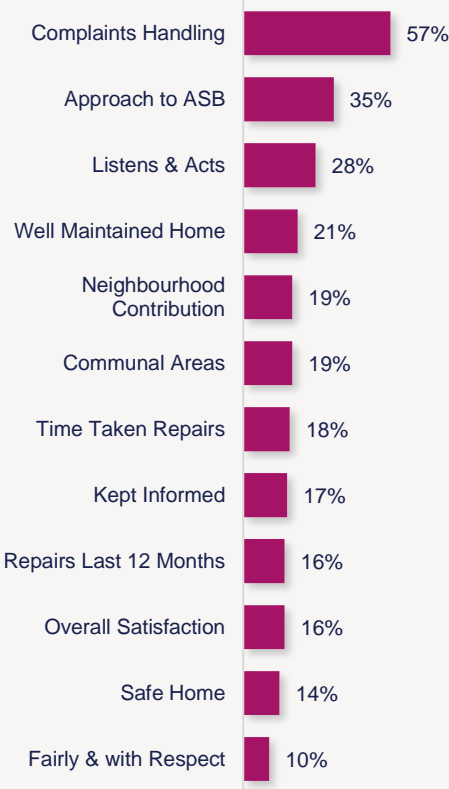 Complaints Handling 57%
Approach to ASB 35%
Listens & Acts 28%
Well Maintained Home 21%
Neighbourhood
Contribution 19%
Communal Areas 19%
Time Taken Repairs 18%
Kept Informed 17%
Repairs Last 12 Months 16%
Overall Satisfaction 16%
Safe Home 14%
Fairly & with Respect 10%